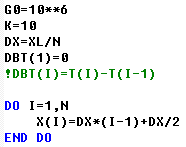 G0=10**6
K=10
DX=XL/N
DBT(1)=0
!DBT(I)=T(I)-T(I-1)
DO I=1,N
X(I)=DX*(I-1)+DX/2
END DO